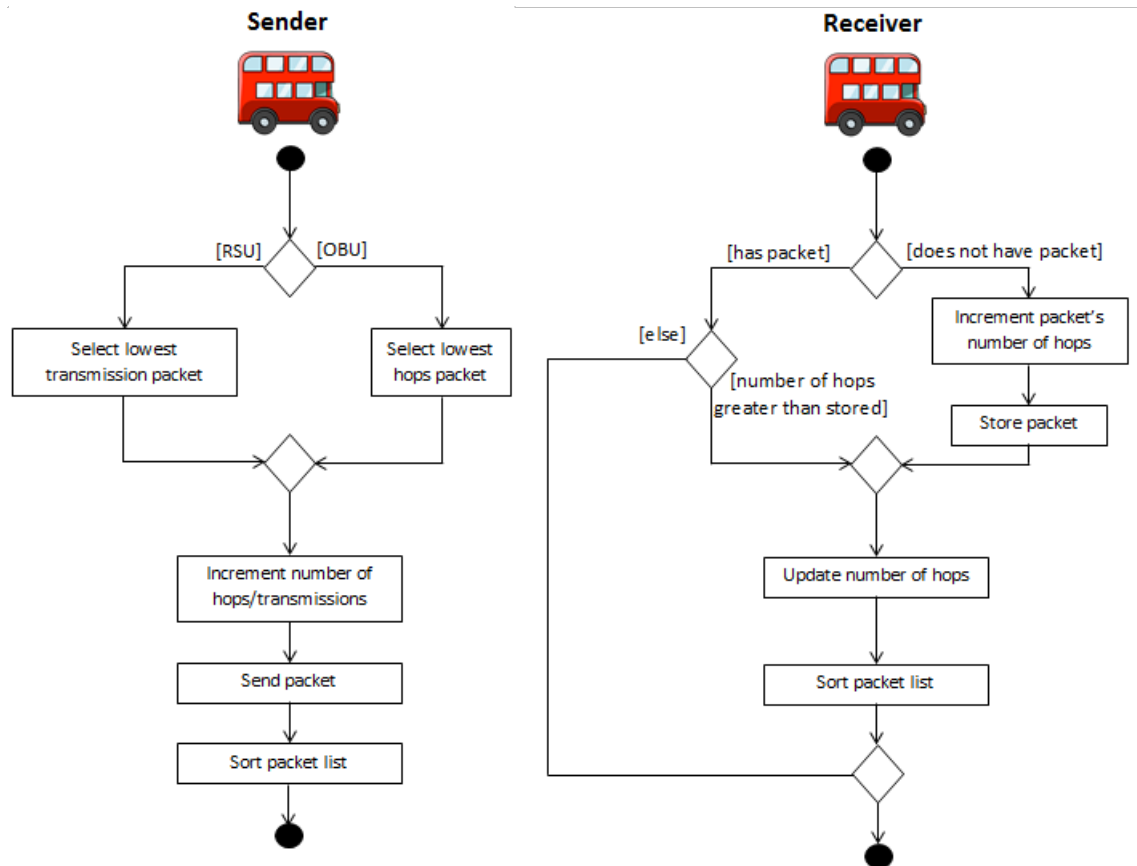 Sender
[RSU]
[OBU]
Select lowest
transmission packet
Select lowest
hops packet
Increment number of
hops/transmissions
Send packet
Sort packet list
Receiver
[has packet]
[does not have packet]
Increment packet's
number of hops
[else]
[number of hops
greater than stored]
Store packet
Update number of hops
Sort packet list